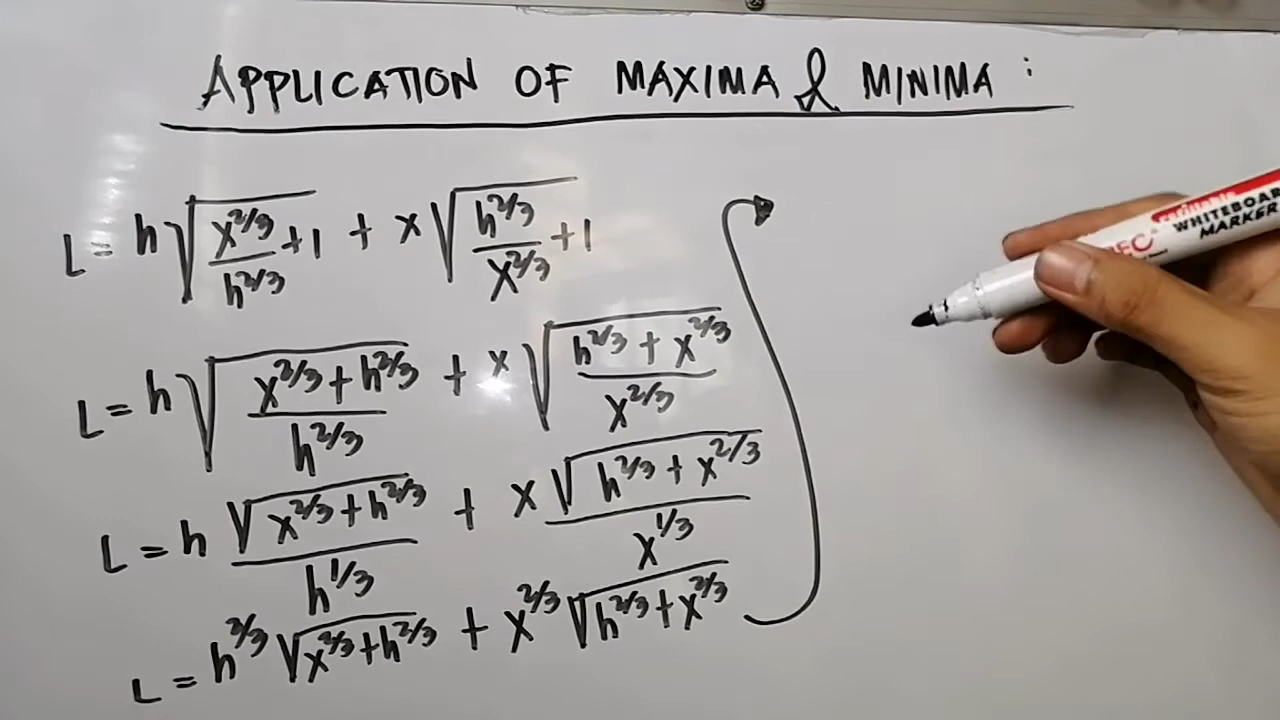 APPLICATION OF MAXIMA & MINIMA :
L = h√(x^(2/3)/h^(2/3) + 1) + x√(h^(2/3)/x^(2/3) + 1)
L = h√((x^(2/3) + h^(2/3))/h^(2/3)) + x√((h^(2/3) + x^(2/3))/x^(2/3))
L = h √(x^(2/3) + h^(2/3))/h^(1/3) + x √(h^(2/3) + x^(2/3))/x^(1/3)
L = h^(2/3) √(x^(2/3) + h^(2/3)) + x^(2/3) √(h^(2/3) + x^(2/3))
WHITEBOARD
MARKER